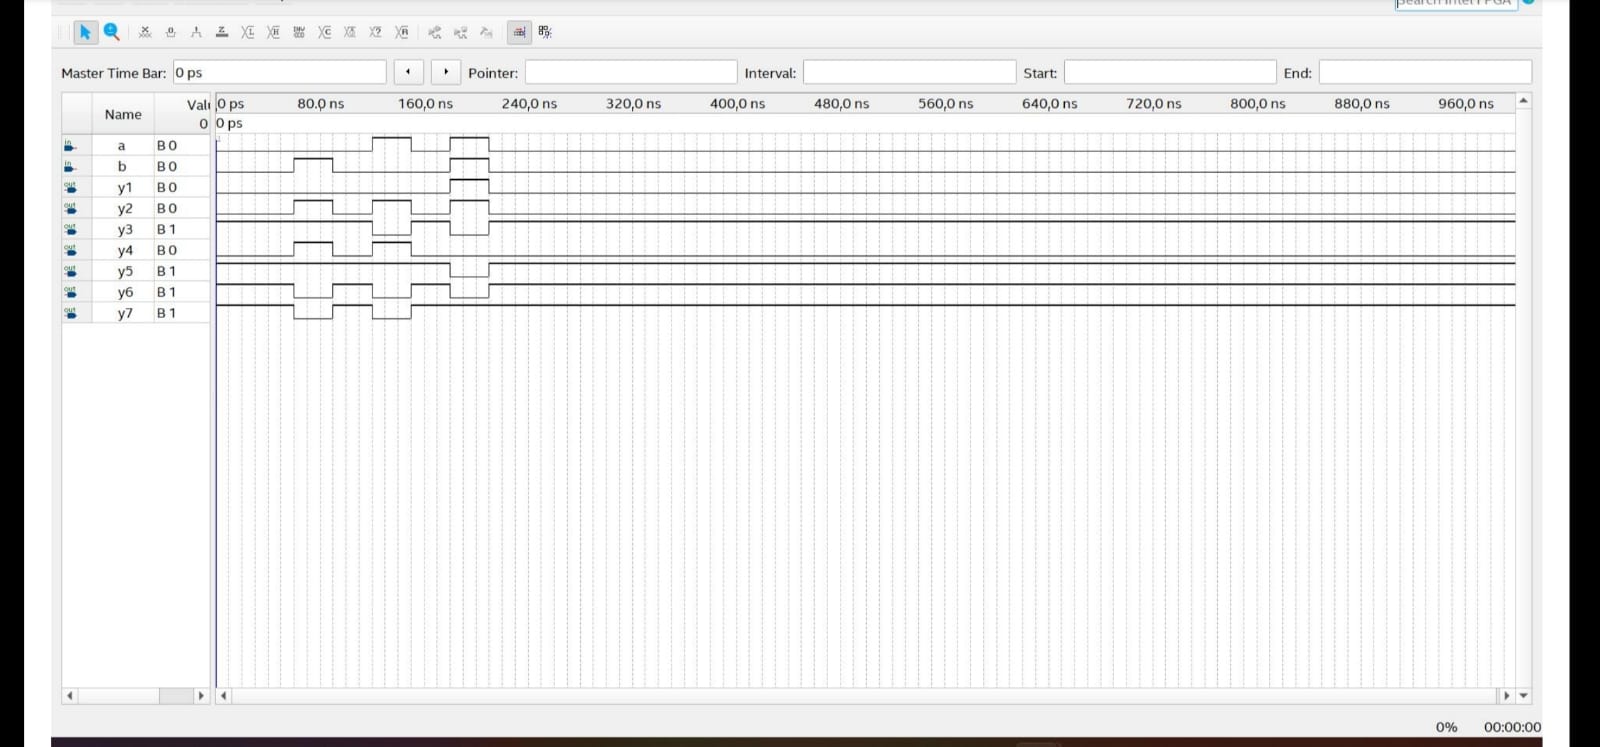 Search Intel FPGA
Master Time Bar: 0 ps Pointer: Interval: Start: End:
Name Valu 0 ps 80.0 ns 160,0 ns 240,0 ns 320,0 ns 400,0 ns 480,0 ns 560,0 ns 640,0 ns 720,0 ns 800,0 ns 880,0 ns 960,0 ns
0 0 ps
in a B 0
in b B 0
out y1 B 0
out y2 B 0
out y3 B 1
out y4 B 0
out y5 B 1
out y6 B 1
out y7 B 1
0% 00:00:00